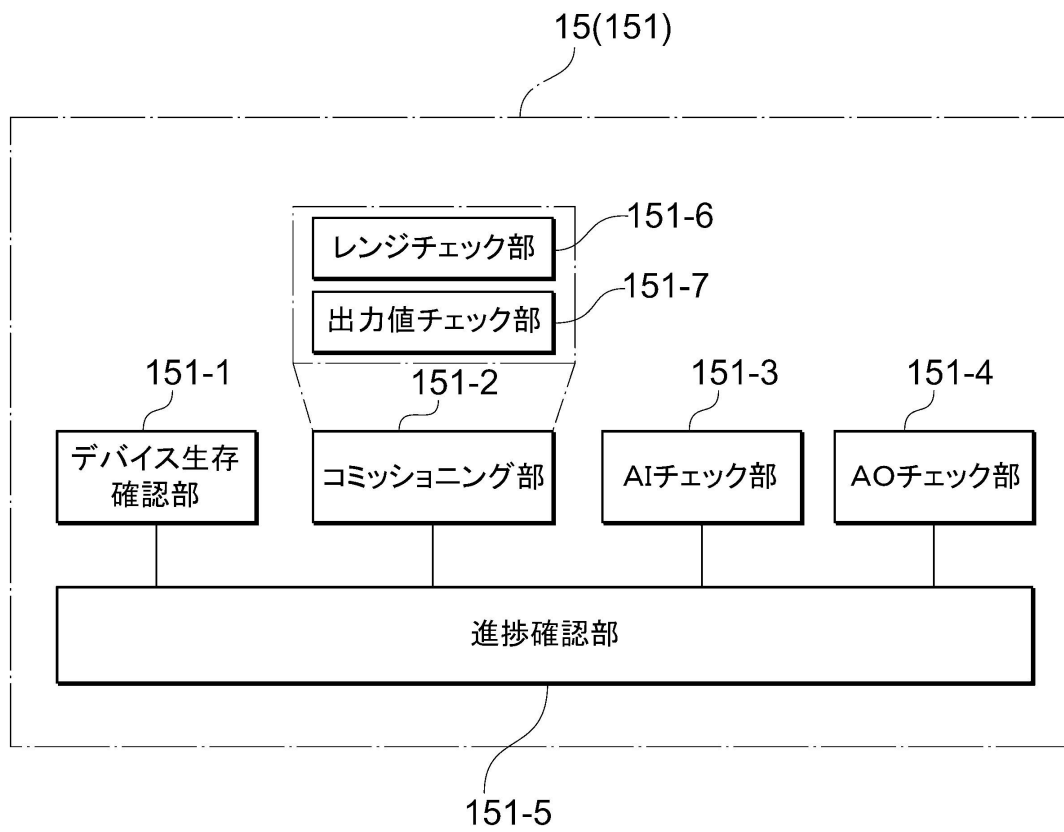 15(151)
151-6
レンジチェック部
151-7
出力値チェック部
151-1
151-2
151-3
151-4
デバイス生存
確認部
コミッショニング部
AIチェック部
AOチェック部
進捗確認部
151-5